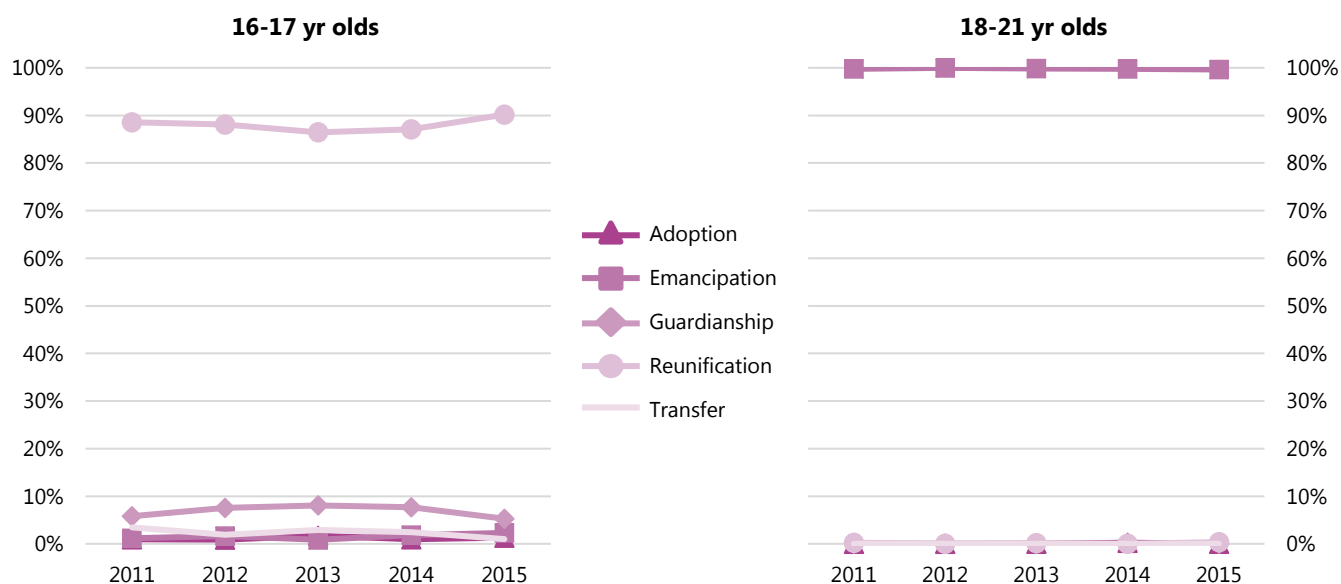 16-17 yr olds
100%
90%
80%
70%
60%
50%
40%
30%
20%
10%
0%
2011 2012 2013 2014 2015
Adoption
Emancipation
Guardianship
Reunification
Transfer
18-21 yr olds
100%
90%
80%
70%
60%
50%
40%
30%
20%
10%
0%
2011 2012 2013 2014 2015